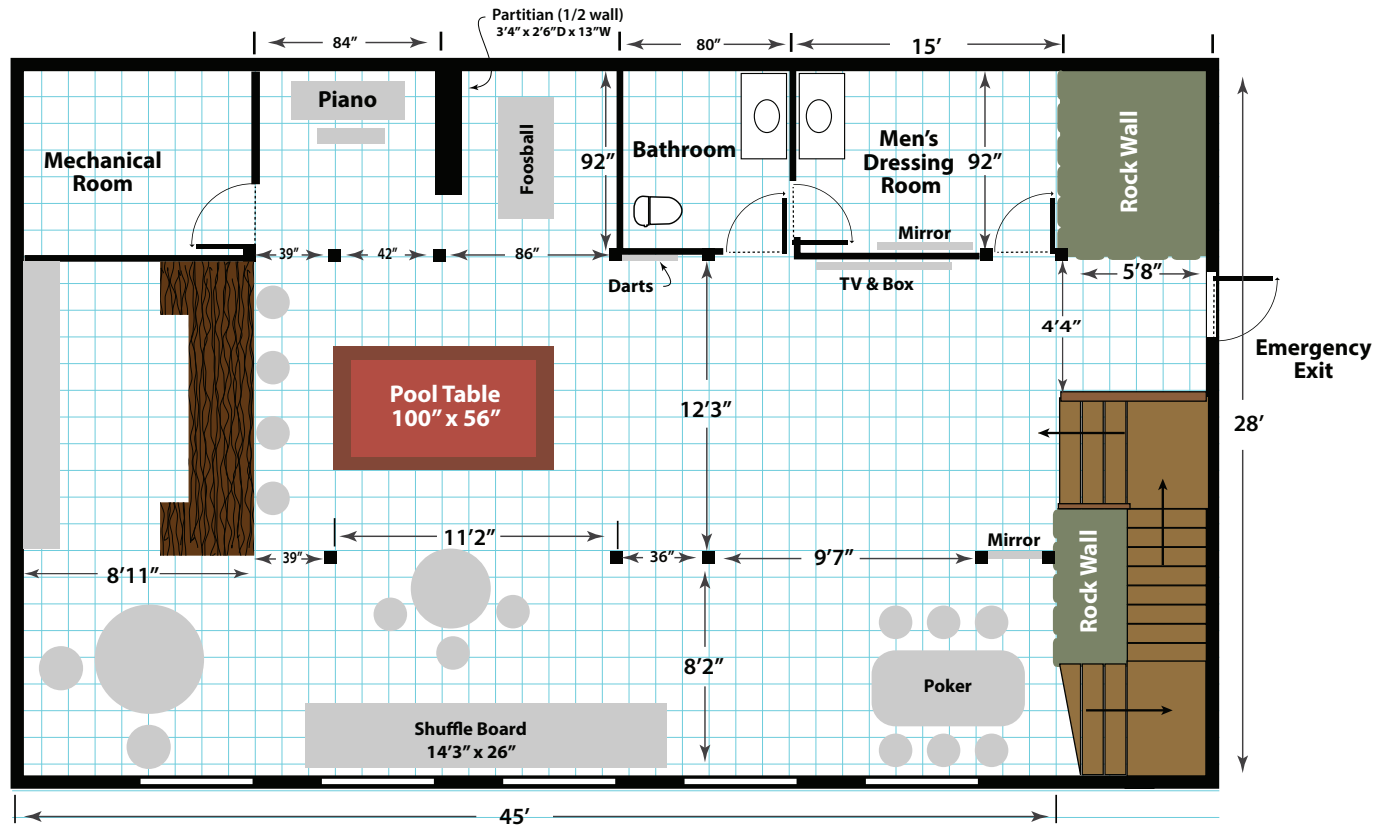 Partitian (1/2 wall)
3’4” x 2’6”D x 13”W
84”
80”
15’
Piano
Foosball
92”
Bathroom
Men’s
Dressing
Room
92”
Rock Wall
Mechanical
Room
Mirror
39”
42”
86”
Darts
TV & Box
5’8”
4’4”
Emergency
Exit
Pool Table
100” x 56”
12’3”
28’
11’2”
39”
36”
9’7”
Mirror
Rock Wall
8’11”
8’2”
Poker
Shuffle Board
14’3” x 26”
45’